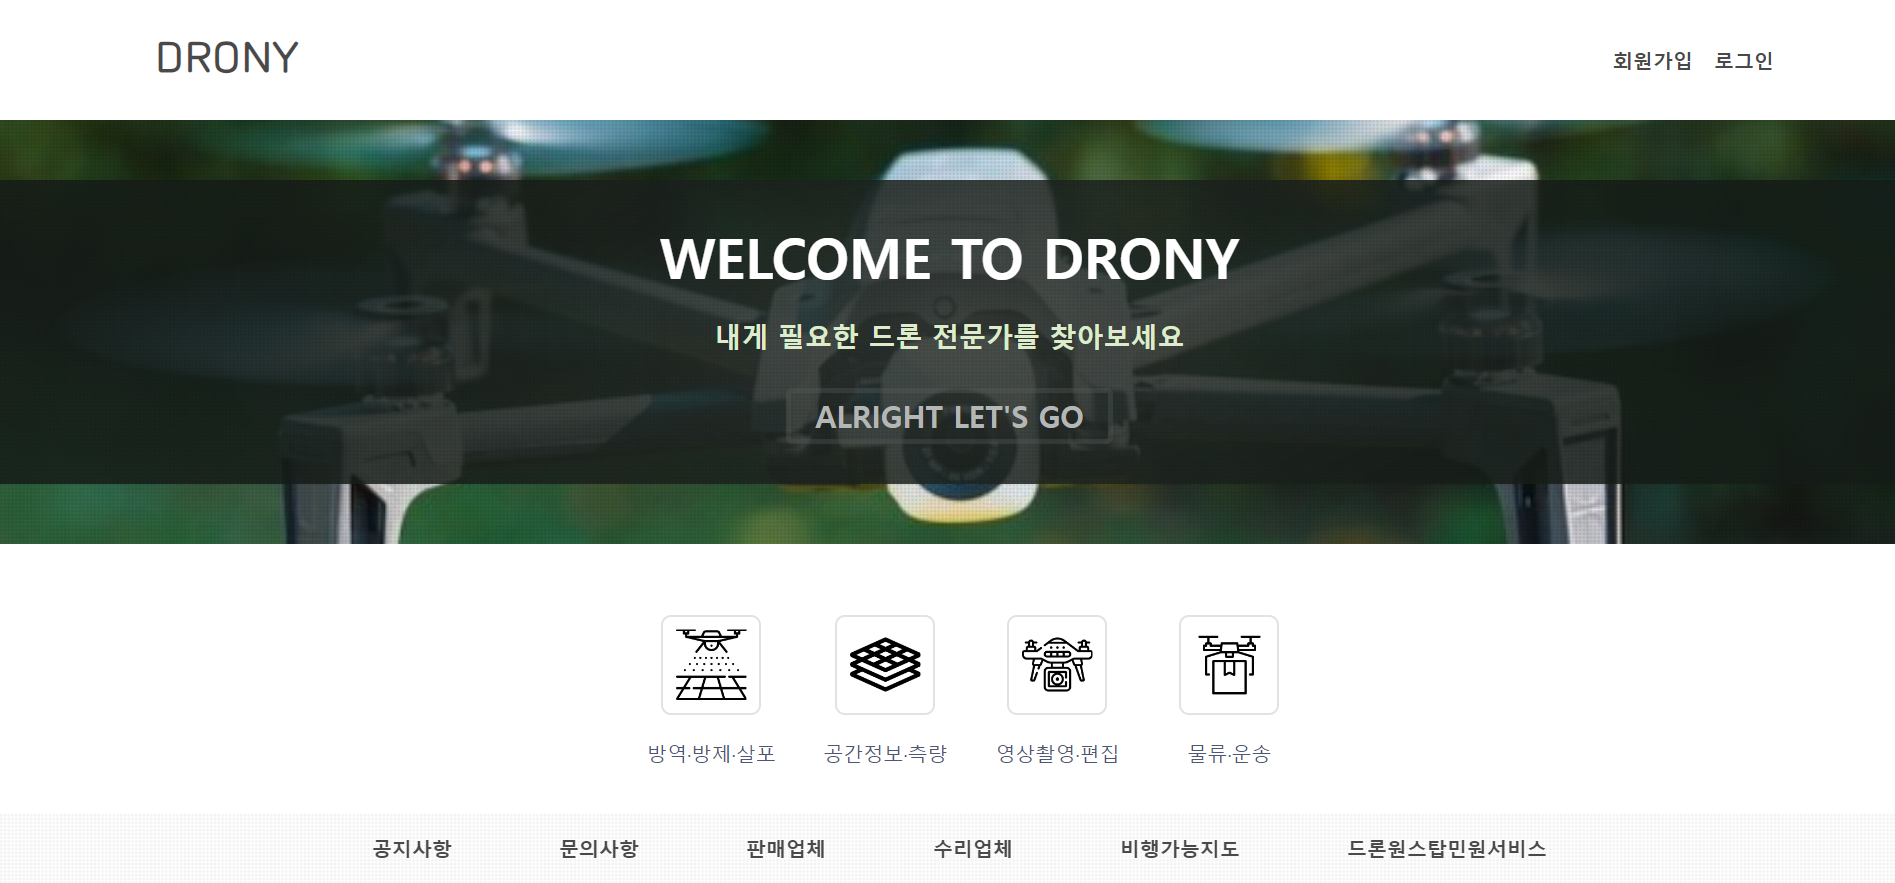 DRONY
회원가입 로그인
WELCOME TO DRONY
내게 필요한 드론 전문가를 찾아보세요
ALRIGHT LET'S GO
방역·방제·살포 공간정보·측량 영상촬영·편집 물류·운송
공지사항 문의사항 판매업체 수리업체 비행가능지도 드론원스탑민원서비스